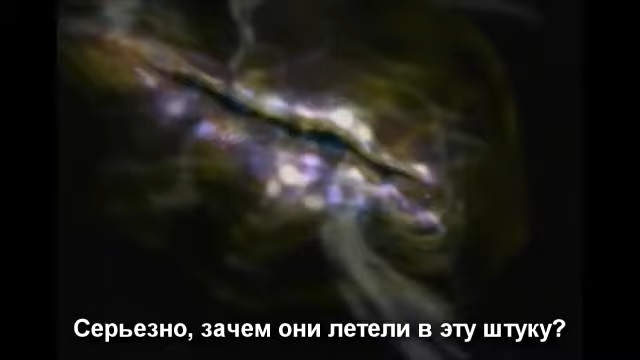 Серьезно, зачем они летели в эту штуку?